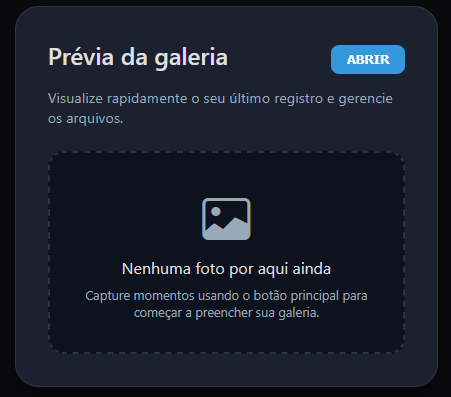 Prévia da galeria
ABRIR
Visualize rapidamente o seu último registro e gerencie
os arquivos.
Nenhuma foto por aqui ainda
Capture momentos usando o botão principal para
começar a preencher sua galeria.